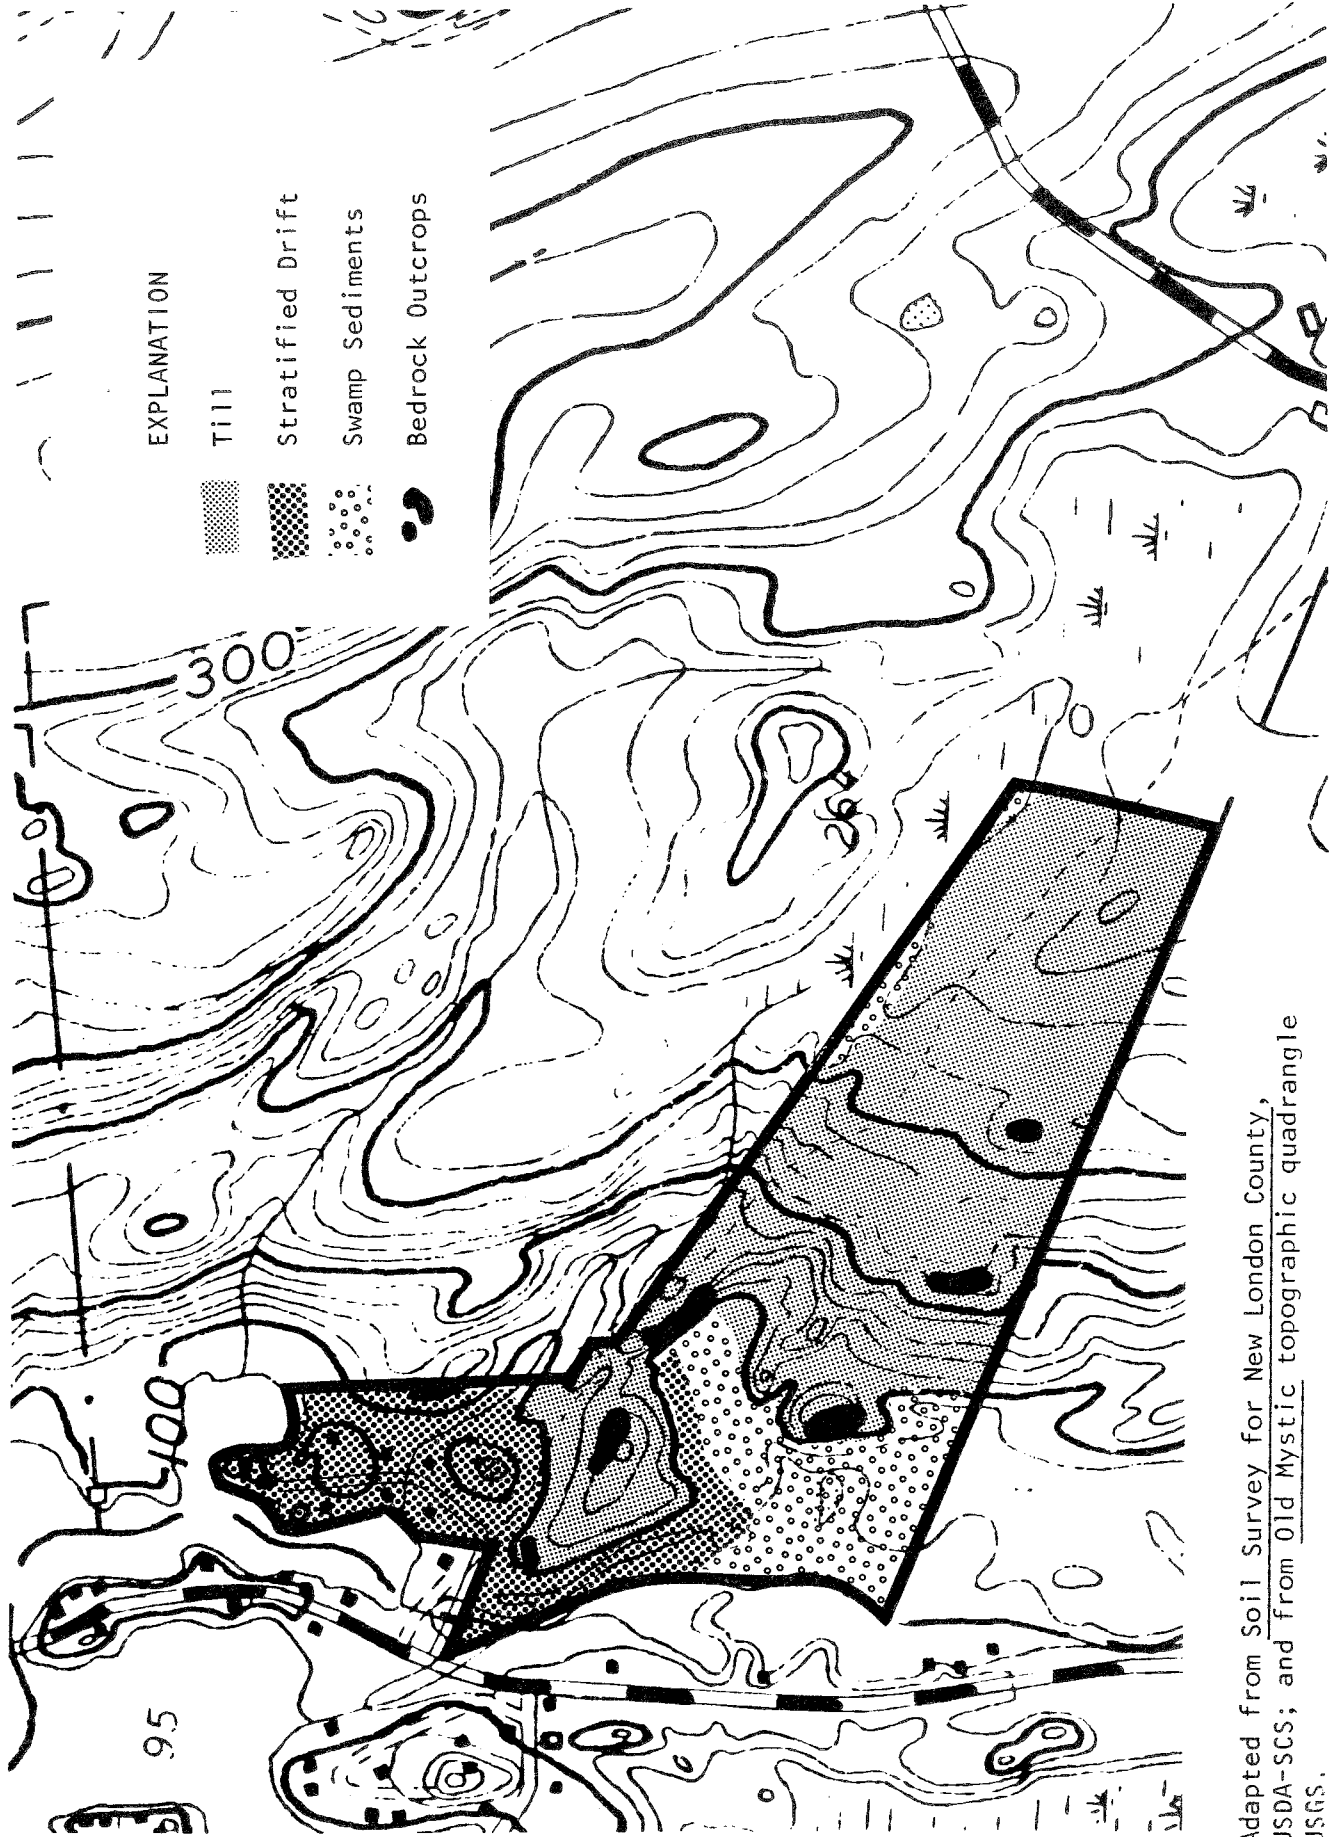 EXPLANATION
Till
Stratified Drift
Swamp Sediments
Bedrock Outcrops
300
100
95
Adapted from Soil Survey for New London County,
USDA-SCS; and from Old Mystic topographic quadrangle
USGS.